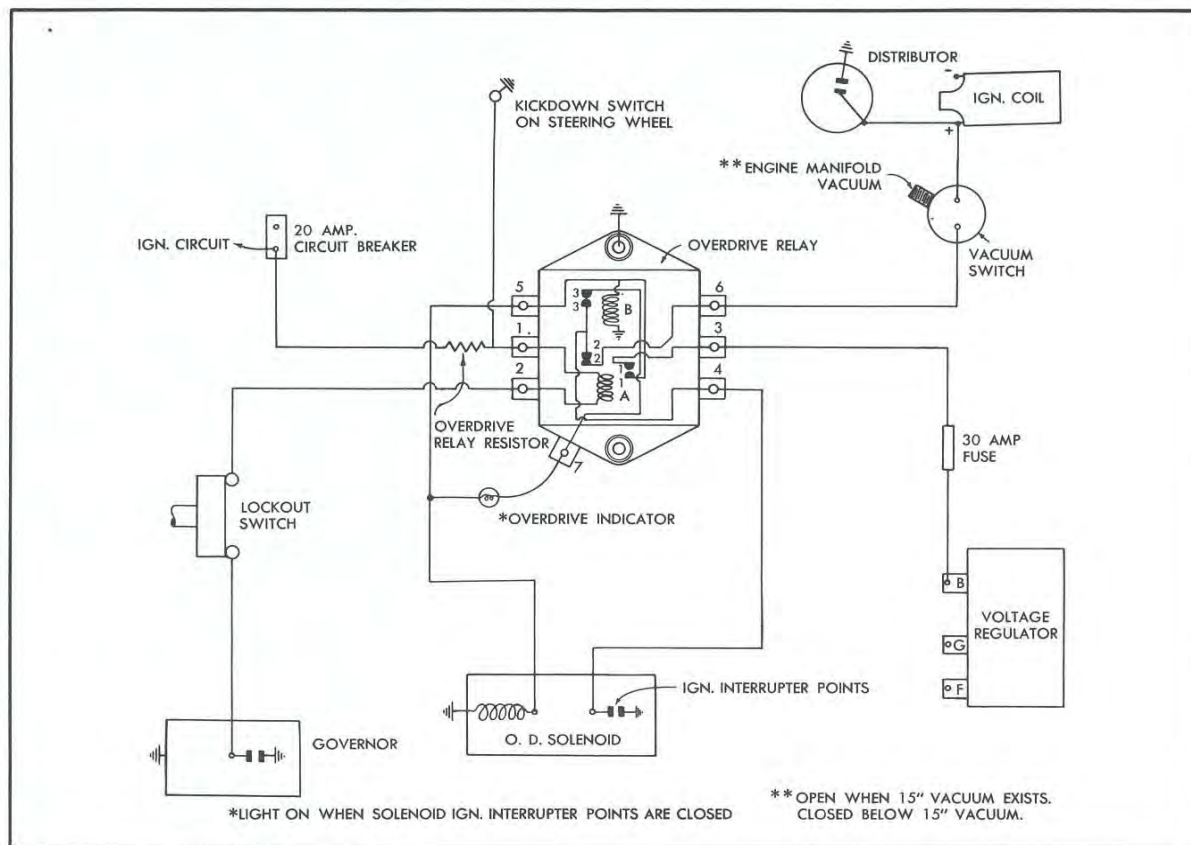 DISTRIBUTOR
-
IGN. COIL
+
KICKDOWN SWITCH
ON STEERING WHEEL
**ENGINE MANIFOLD
VACUUM
IGN. CIRCUIT
20 AMP.
CIRCUIT BREAKER
OVERDRIVE RELAY
VACUUM
SWITCH
5
6
3
3
B
1.
3
2
2
2
4
1
1
A
OVERDRIVE
RELAY RESISTOR
7
30 AMP
FUSE
LOCKOUT
SWITCH
*OVERDRIVE INDICATOR
B
VOLTAGE
REGULATOR
G
F
IGN. INTERRUPTER POINTS
O. D. SOLENOID
GOVERNOR
*LIGHT ON WHEN SOLENOID IGN. INTERRUPTER POINTS ARE CLOSED
**OPEN WHEN 15" VACUUM EXISTS.
CLOSED BELOW 15" VACUUM.